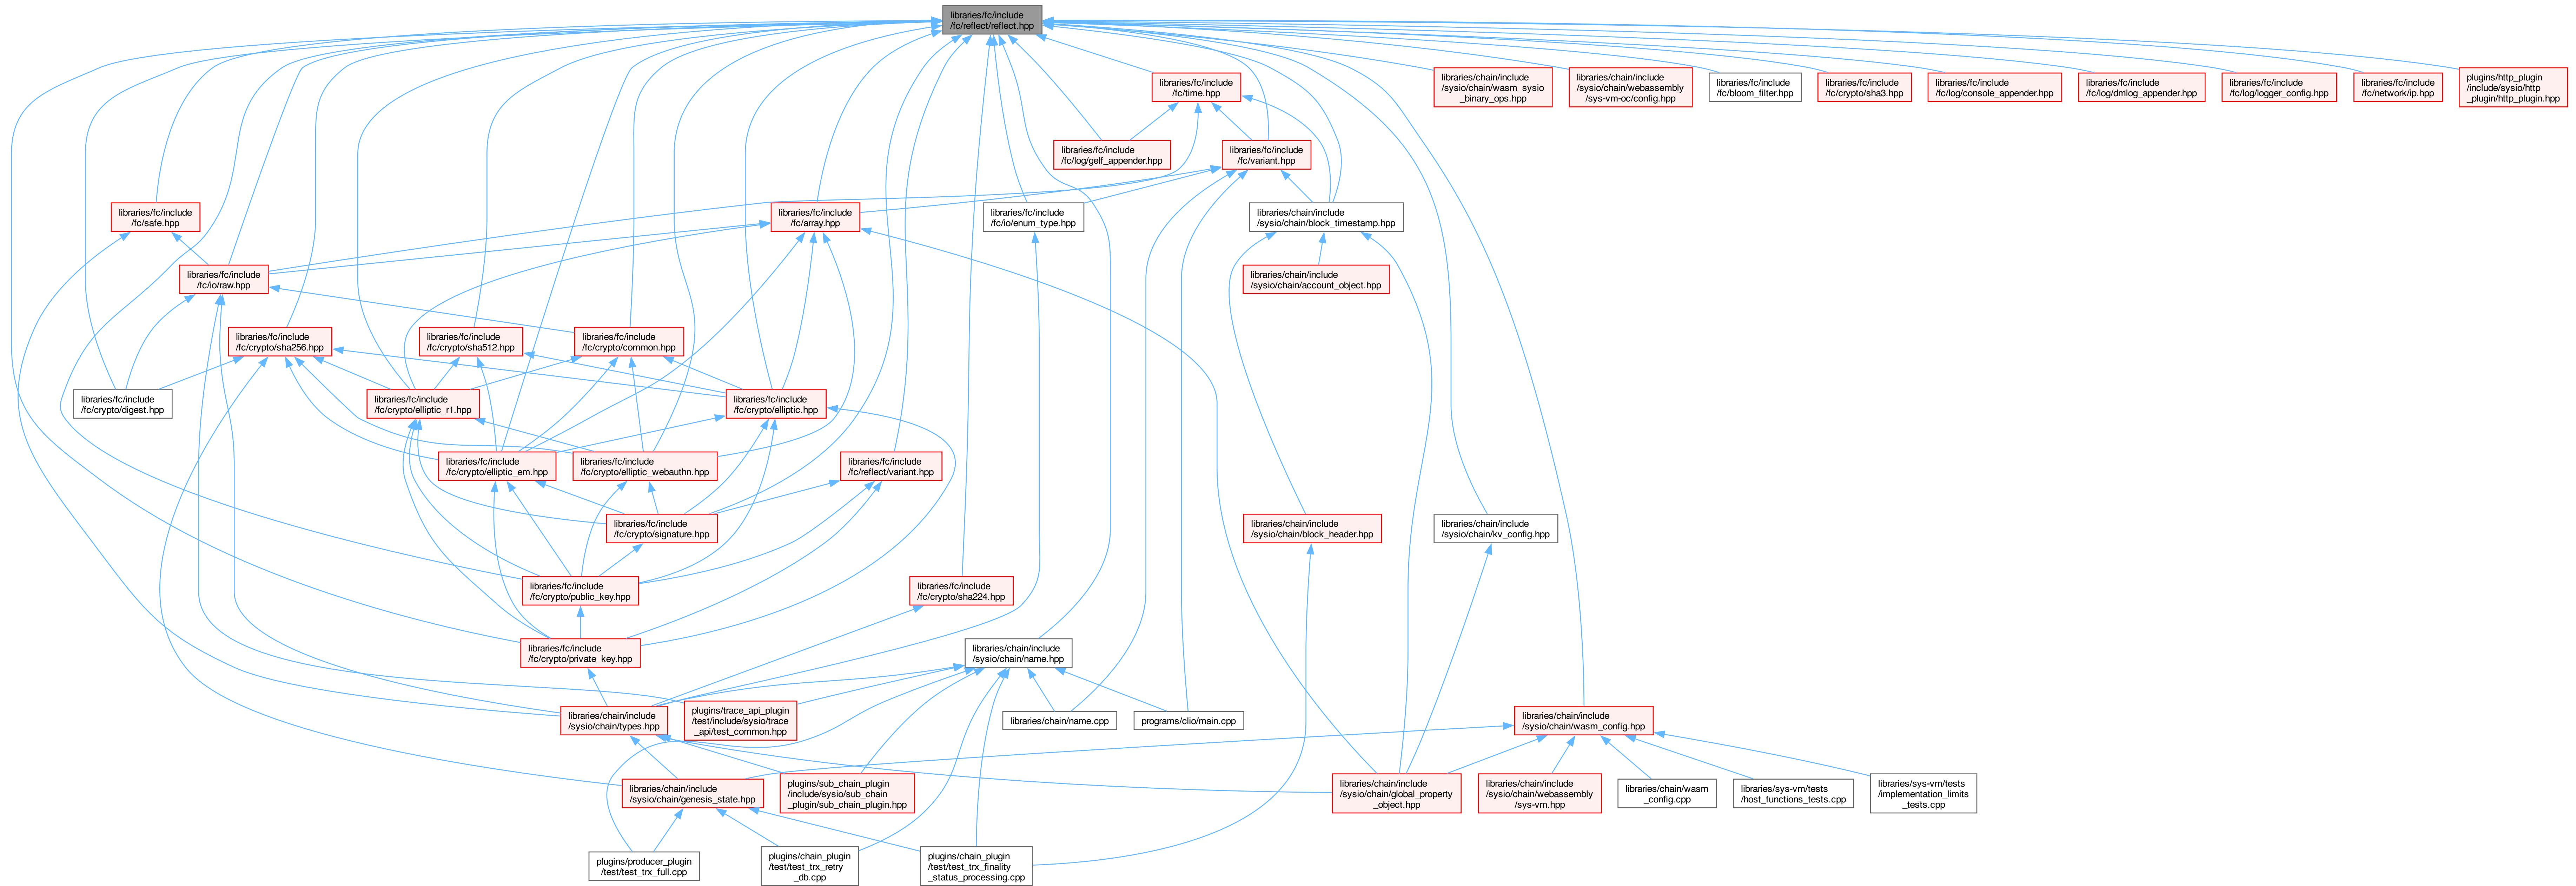 libraries/fc/include
/fc/reflect/reflect.hpp
libraries/fc/include
/fc/time.hpp
libraries/chain/include
/sysio/chain/wasm_sysio
_binary_ops.hpp
libraries/chain/include
/sysio/chain/webassembly
/sys-vm-oc/config.hpp
libraries/fc/include
/fc/bloom_filter.hpp
libraries/fc/include
/fc/crypto/sha3.hpp
libraries/fc/include
/fc/log/console_appender.hpp
libraries/fc/include
/fc/log/dmlog_appender.hpp
libraries/fc/include
/fc/log/logger_config.hpp
libraries/fc/include
/fc/network/ip.hpp
plugins/http_plugin
/include/sysio/http
_plugin/http_plugin.hpp
libraries/fc/include
/fc/log/gelf_appender.hpp
libraries/fc/include
/fc/variant.hpp
libraries/fc/include
/fc/safe.hpp
libraries/fc/include
/fc/array.hpp
libraries/fc/include
/fc/io/enum_type.hpp
libraries/chain/include
/sysio/chain/block_timestamp.hpp
libraries/fc/include
/fc/io/raw.hpp
libraries/chain/include
/sysio/chain/account_object.hpp
libraries/fc/include
/fc/crypto/sha256.hpp
libraries/fc/include
/fc/crypto/sha512.hpp
libraries/fc/include
/fc/crypto/common.hpp
libraries/fc/include
/fc/crypto/digest.hpp
libraries/fc/include
/fc/crypto/elliptic_r1.hpp
libraries/fc/include
/fc/crypto/elliptic.hpp
libraries/fc/include
/fc/crypto/elliptic_em.hpp
libraries/fc/include
/fc/crypto/elliptic_webauthn.hpp
libraries/fc/include
/fc/reflect/variant.hpp
libraries/fc/include
/fc/crypto/signature.hpp
libraries/chain/include
/sysio/chain/block_header.hpp
libraries/chain/include
/sysio/chain/kv_config.hpp
libraries/fc/include
/fc/crypto/public_key.hpp
libraries/fc/include
/fc/crypto/sha224.hpp
libraries/fc/include
/fc/crypto/private_key.hpp
libraries/chain/include
/sysio/chain/name.hpp
libraries/chain/include
/sysio/chain/types.hpp
plugins/trace_api_plugin
/test/include/sysio/trace
_api/test_common.hpp
libraries/chain/name.cpp
programs/clio/main.cpp
libraries/chain/include
/sysio/chain/wasm_config.hpp
libraries/chain/include
/sysio/chain/genesis_state.hpp
plugins/sub_chain_plugin
/include/sysio/sub_chain
_plugin/sub_chain_plugin.hpp
libraries/chain/include
/sysio/chain/global_property
_object.hpp
libraries/chain/include
/sysio/chain/webassembly
/sys-vm.hpp
libraries/chain/wasm
_config.cpp
libraries/sys-vm/tests
/host_functions_tests.cpp
libraries/sys-vm/tests
/implementation_limits
_tests.cpp
plugins/producer_plugin
/test/test_trx_full.cpp
plugins/chain_plugin
/test/test_trx_retry
_db.cpp
plugins/chain_plugin
/test/test_trx_finality
_status_processing.cpp